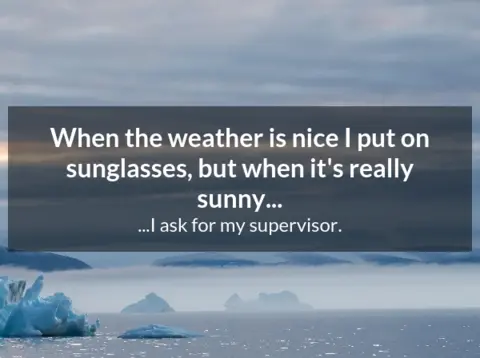 When the weather is nice I put on
sunglasses, but when it's really
sunny...
...I ask for my supervisor.